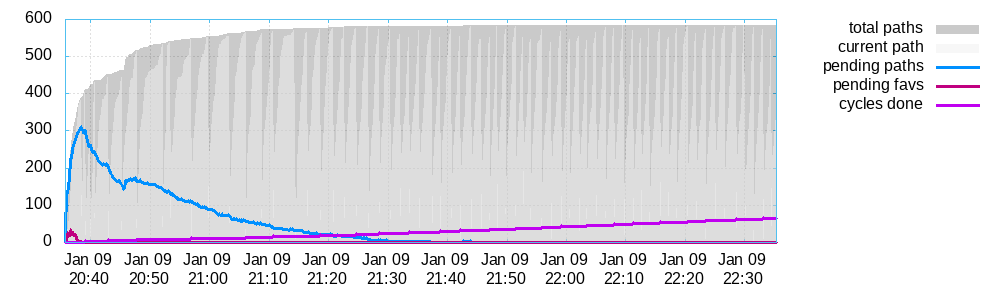 600
500
400
300
200
100
0
Jan 09 Jan 09 Jan 09 Jan 09 Jan 09 Jan 09 Jan 09 Jan 09 Jan 09 Jan 09 Jan 09 Jan 09
20:40 20:50 21:00 21:10 21:20 21:30 21:40 21:50 22:00 22:10 22:20 22:30
total paths
current path
pending paths
pending favs
cycles done